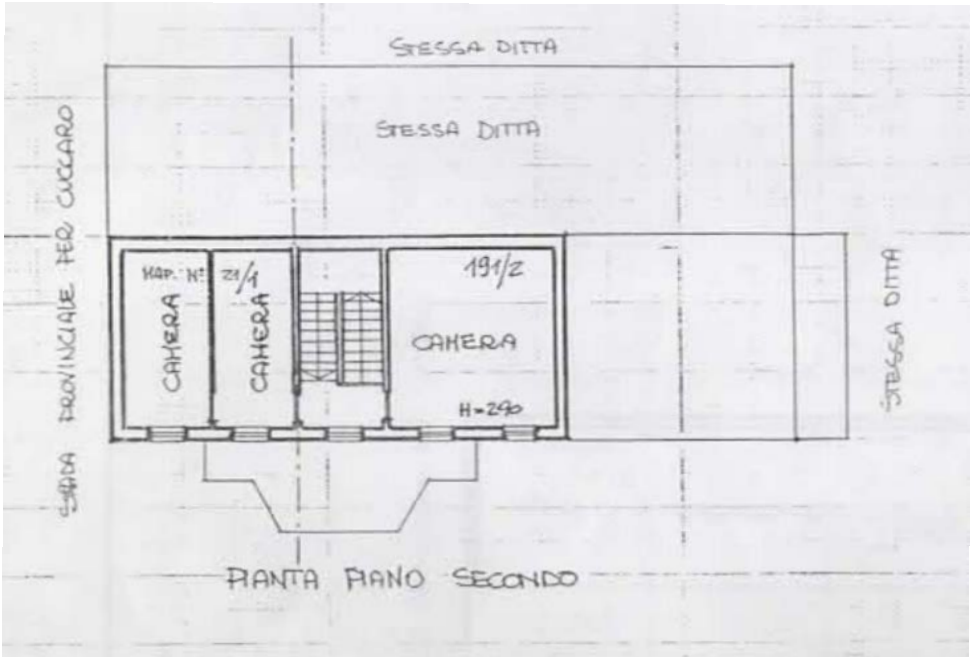 STESSA DITTA
STESSA DITTA
STRADA PROVINCIALE PER CUCCARO
MAP. N° 21/1
191/2
CAMERA
CAMERA
CAMERA
H=290
STESSA DITTA
PIANTA PIANO SECONDO